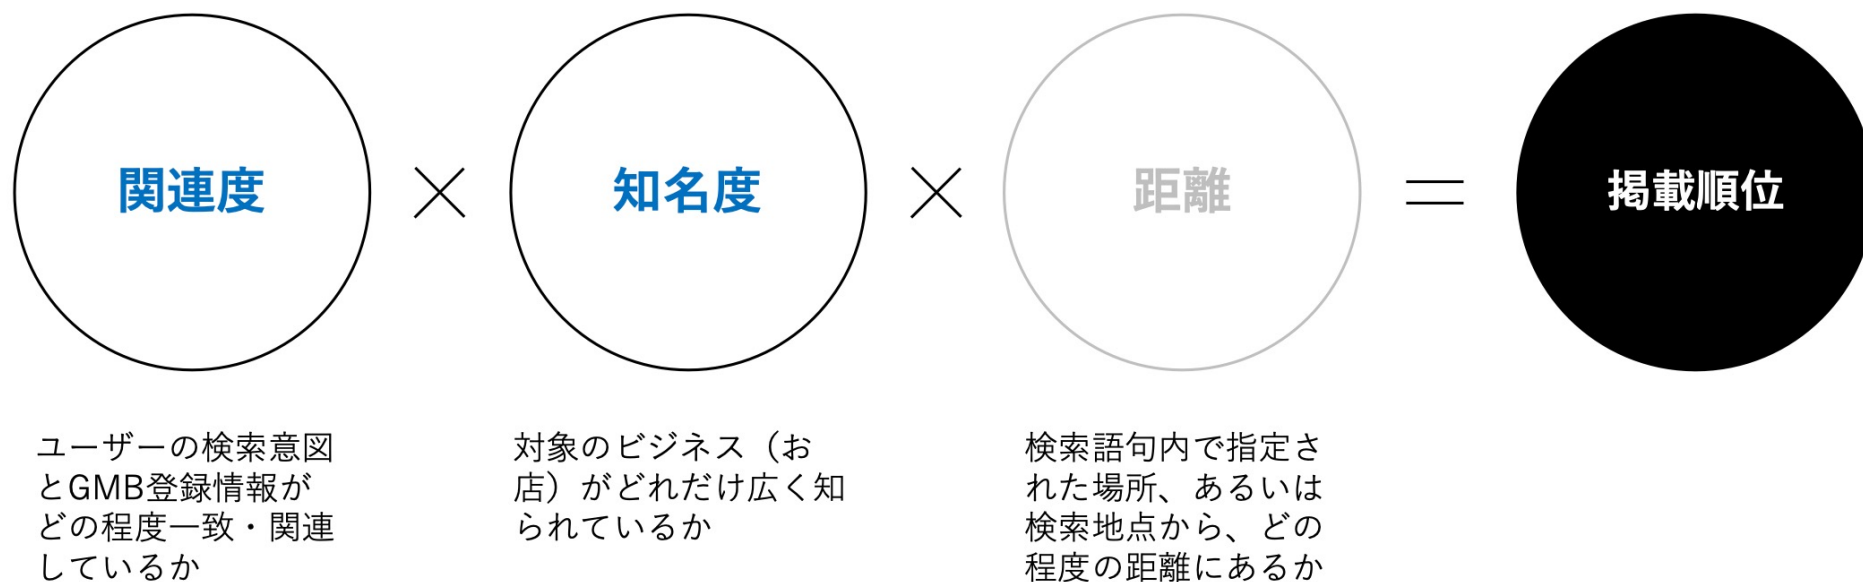 関連度
×
知名度
×
距離
=
掲載順位
ユーザーの検索意図
とGMB登録情報が
どの程度一致・関連
しているか
対象のビジネス（お
店）がどれだけ広く知
られているか
検索語句内で指定さ
れた場所、あるいは
検索地点から、どの
程度の距離にあるか